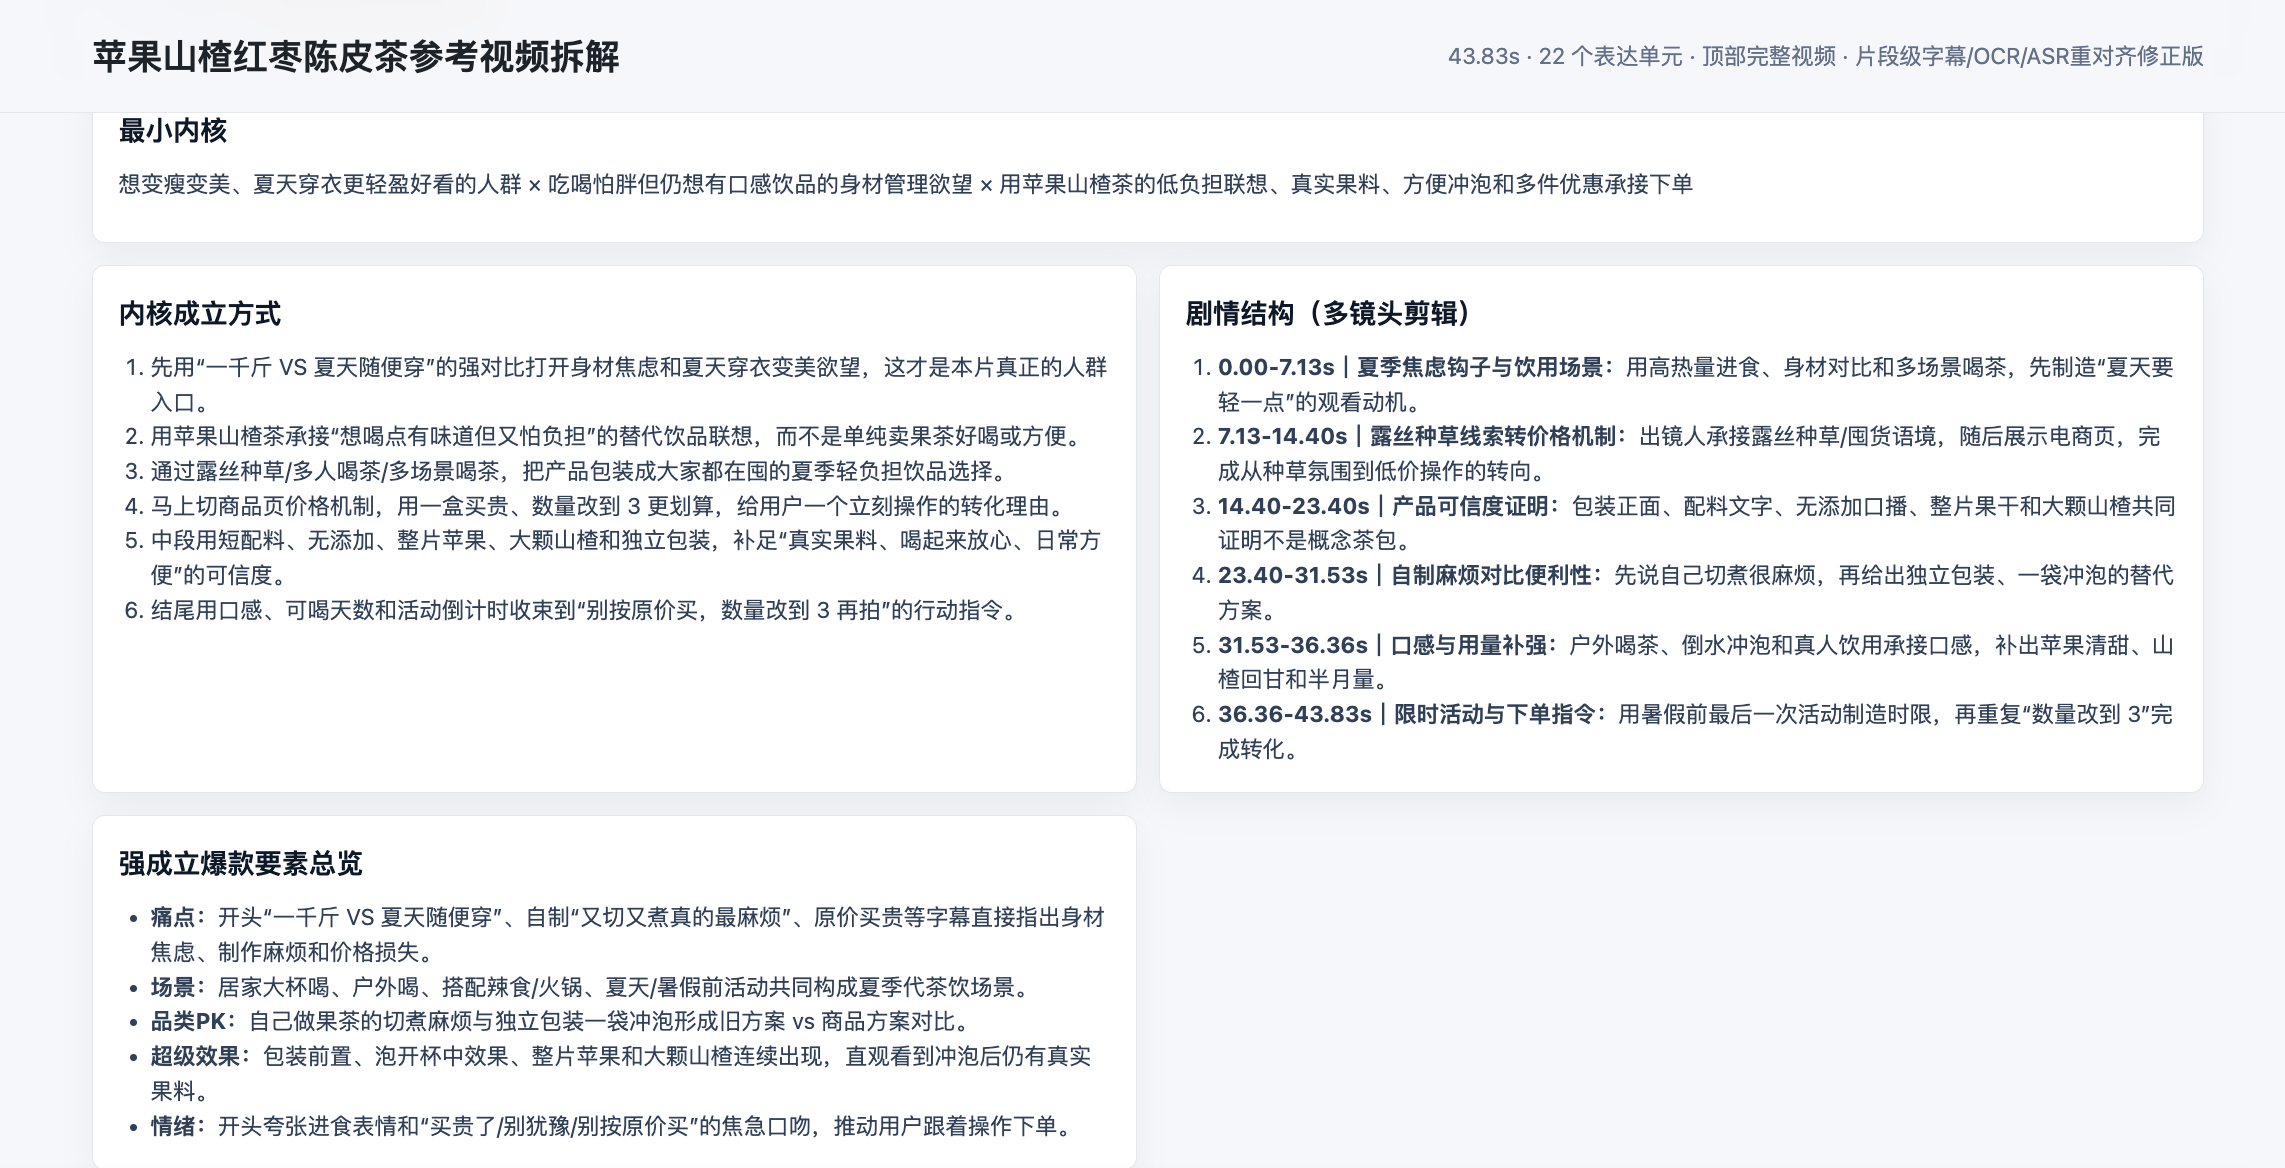 苹果山楂红枣陈皮茶参考视频拆解
43.83s · 22 个表达单元 · 顶部完整视频 · 片段级字幕/OCR/ASR重对齐修正版
最小内核
想变瘦变美、夏天穿衣更轻盈好看的人群 × 吃喝怕胖但仍想有口感饮品的身材管理欲望 × 用苹果山楂茶的低负担联想、真实果料、方便冲泡和多件优惠承接下单
内核成立方式
1. 先用“一千斤 VS 夏天随便穿”的强对比打开身材焦虑和夏天穿衣变美欲望，这才是本片真正的人群
入口。
2. 用苹果山楂茶承接“想喝点有味道但又怕负担”的替代饮品联想，而不是单纯卖果茶好喝或方便。
3. 通过露丝种草/多人喝茶/多场景喝茶，把产品包装成大家都在囤的夏季轻负担饮品选择。
4. 马上切商品页价格机制，用一盒买贵、数量改到 3 更划算，给用户一个立刻操作的转化理由。
5. 中段用短配料、无添加、整片苹果、大颗山楂和独立包装，补足“真实果料、喝起来放心、日常方
便”的可信度。
6. 结尾用口感、可喝天数和活动倒计时收束到“别按原价买，数量改到 3 再拍”的行动指令。
剧情结构（多镜头剪辑）
1. 0.00-7.13s｜夏季焦虑钩子与饮用场景：用高热量进食、身材对比和多场景喝茶，先制造“夏天要
轻一点”的观看动机。
2. 7.13-14.40s｜露丝种草线索转价格机制：出镜人承接露丝种草/囤货语境，随后展示电商页，完
成从种草氛围到低价操作的转向。
3. 14.40-23.40s｜产品可信度证明：包装正面、配料文字、无添加口播、整片果干和大颗山楂共同
证明不是概念茶包。
4. 23.40-31.53s｜自制麻烦对比便利性：先说自己切煮很麻烦，再给出独立包装、一袋冲泡的替代
方案。
5. 31.53-36.36s｜口感与用量补强：户外喝茶、倒水冲泡和真人饮用承接口感，补出苹果清甜、山
楂回甘和半月量。
6. 36.36-43.83s｜限时活动与下单指令：用暑假前最后一次活动制造时限，再重复“数量改到 3”完
成转化。
强成立爆款要素总览
• 痛点：开头“一千斤 VS 夏天随便穿”、自制“又切又煮真的最麻烦”、原价买贵等字幕直接指出身材
焦虑、制作麻烦和价格损失。
• 场景：居家大杯喝、户外喝、搭配辣食/火锅、夏天/暑假前活动共同构成夏季代茶饮场景。
• 品类PK：自己做果茶的切煮麻烦与独立包装一袋冲泡形成旧方案 vs 商品方案对比。
• 超级效果：包装前置、泡开杯中效果、整片苹果和大颗山楂连续出现，直观看到冲泡后仍有真实
果料。
• 情绪：开头夸张进食表情和“买贵了/别犹豫/别按原价买”的焦急口吻，推动用户跟着操作下单。